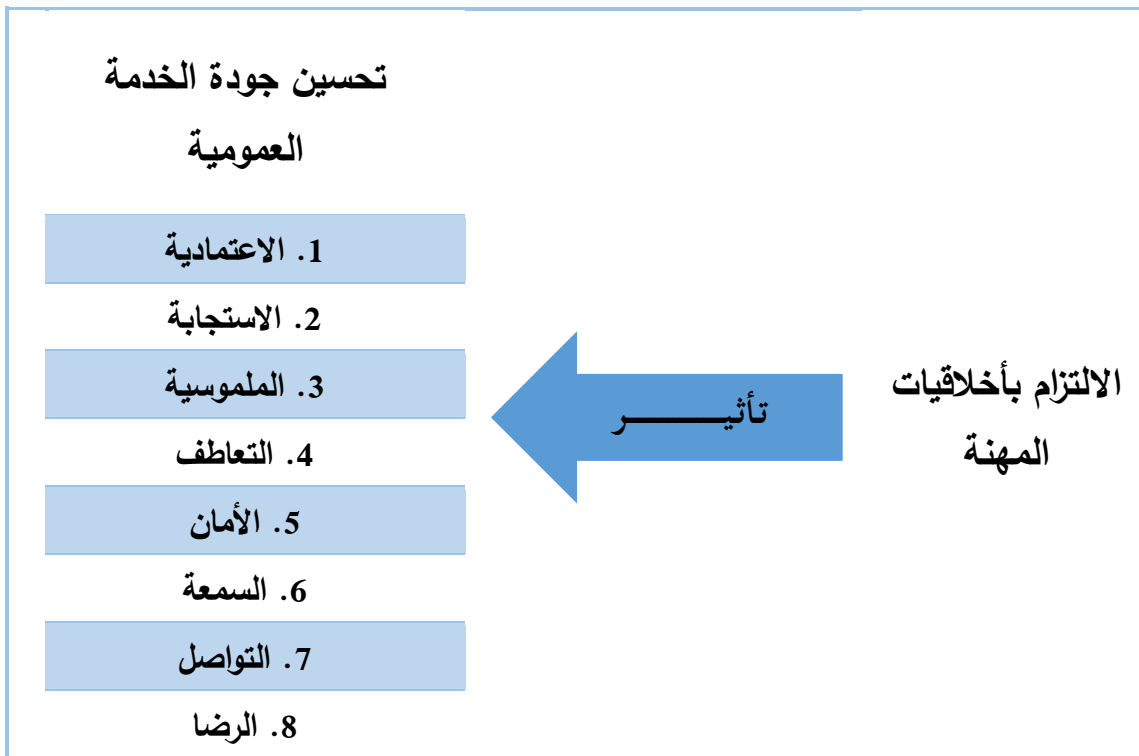 تحسين جودة الخدمة
العمومية
1. الاعتمادية
2. الاستجابة
3. الملموسية
4. التعاطف
5. الأمان
6. السمعة
7. التواصل
8. الرضا
تأثيــــــــر
الالتزام بأخلاقيات
المهنة